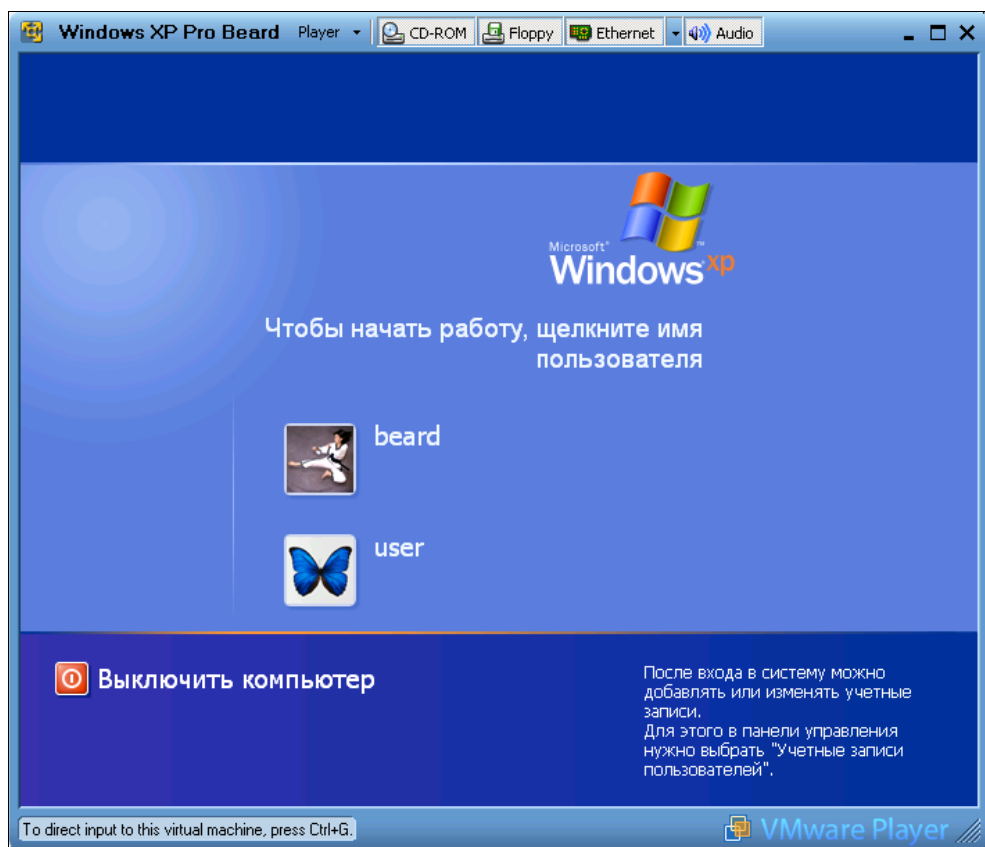 Windows XP Pro Beard Player CD-ROM Floppy Ethernet Audio
Microsoft®
Windows xp ™
Чтобы начать работу, щелкните имя
пользователя
beard
user
Выключить компьютер
После входа в систему можно
добавлять или изменять учетные
записи.
Для этого в панели управления
нужно выбрать "Учетные записи
пользователей".
To direct input to this virtual machine, press Ctrl+G.
VMware Player